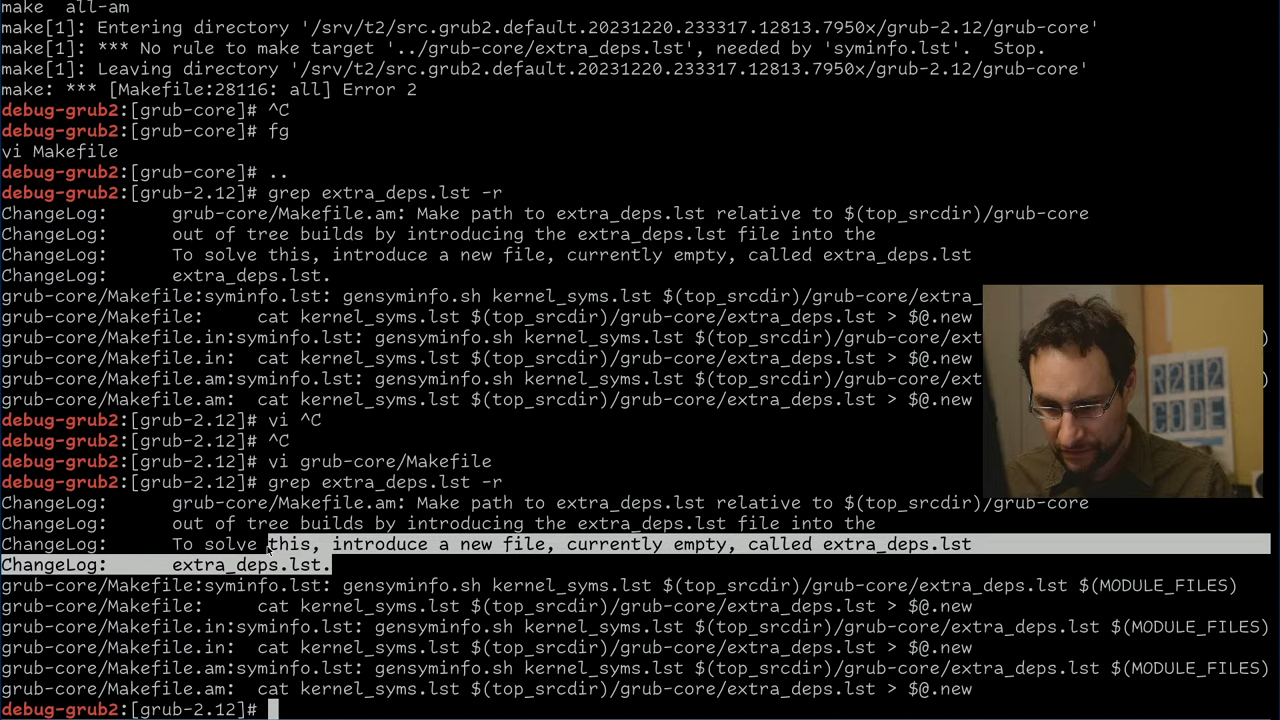 make  all-am
make[1]: Entering directory '/srv/t2/src.grub2.default.20231220.233317.12813.7950x/grub-2.12/grub-core'
make[1]: *** No rule to make target '../grub-core/extra_deps.lst', needed by 'syminfo.lst'.  Stop.
make[1]: Leaving directory '/srv/t2/src.grub2.default.20231220.233317.12813.7950x/grub-2.12/grub-core'
make: *** [Makefile:28116: all] Error 2
debug-grub2:[grub-core]# ^C
debug-grub2:[grub-core]# fg
vi Makefile
debug-grub2:[grub-core]# ..
debug-grub2:[grub-2.12]# grep extra_deps.lst -r
ChangeLog:      grub-core/Makefile.am: Make path to extra_deps.lst relative to $(top_srcdir)/grub-core
ChangeLog:      out of tree builds by introducing the extra_deps.lst file into the
ChangeLog:      To solve this, introduce a new file, currently empty, called extra_deps.lst
ChangeLog:      extra_deps.lst.
grub-core/Makefile:syminfo.lst: gensyminfo.sh kernel_syms.lst $(top_srcdir)/grub-core/extra_
grub-core/Makefile:     cat kernel_syms.lst $(top_srcdir)/grub-core/extra_deps.lst > $@.new
grub-core/Makefile.in:syminfo.lst: gensyminfo.sh kernel_syms.lst $(top_srcdir)/grub-core/ext )
grub-core/Makefile.in:  cat kernel_syms.lst $(top_srcdir)/grub-core/extra_deps.lst > $@.new
grub-core/Makefile.am:syminfo.lst: gensyminfo.sh kernel_syms.lst $(top_srcdir)/grub-core/ext )
grub-core/Makefile.am:  cat kernel_syms.lst $(top_srcdir)/grub-core/extra_deps.lst > $@.new
debug-grub2:[grub-2.12]# vi ^C
debug-grub2:[grub-2.12]# ^C
debug-grub2:[grub-2.12]# vi grub-core/Makefile
debug-grub2:[grub-2.12]# grep extra_deps.lst -r
ChangeLog:      grub-core/Makefile.am: Make path to extra_deps.lst relative to $(top_srcdir)/grub-core
ChangeLog:      out of tree builds by introducing the extra_deps.lst file into the
ChangeLog:      To solve this, introduce a new file, currently empty, called extra_deps.lst
ChangeLog:      extra_deps.lst.
grub-core/Makefile:syminfo.lst: gensyminfo.sh kernel_syms.lst $(top_srcdir)/grub-core/extra_deps.lst $(MODULE_FILES)
grub-core/Makefile:     cat kernel_syms.lst $(top_srcdir)/grub-core/extra_deps.lst > $@.new
grub-core/Makefile.in:syminfo.lst: gensyminfo.sh kernel_syms.lst $(top_srcdir)/grub-core/extra_deps.lst $(MODULE_FILES)
grub-core/Makefile.in:  cat kernel_syms.lst $(top_srcdir)/grub-core/extra_deps.lst > $@.new
grub-core/Makefile.am:syminfo.lst: gensyminfo.sh kernel_syms.lst $(top_srcdir)/grub-core/extra_deps.lst $(MODULE_FILES)
grub-core/Makefile.am:  cat kernel_syms.lst $(top_srcdir)/grub-core/extra_deps.lst > $@.new
debug-grub2:[grub-2.12]#
CODE